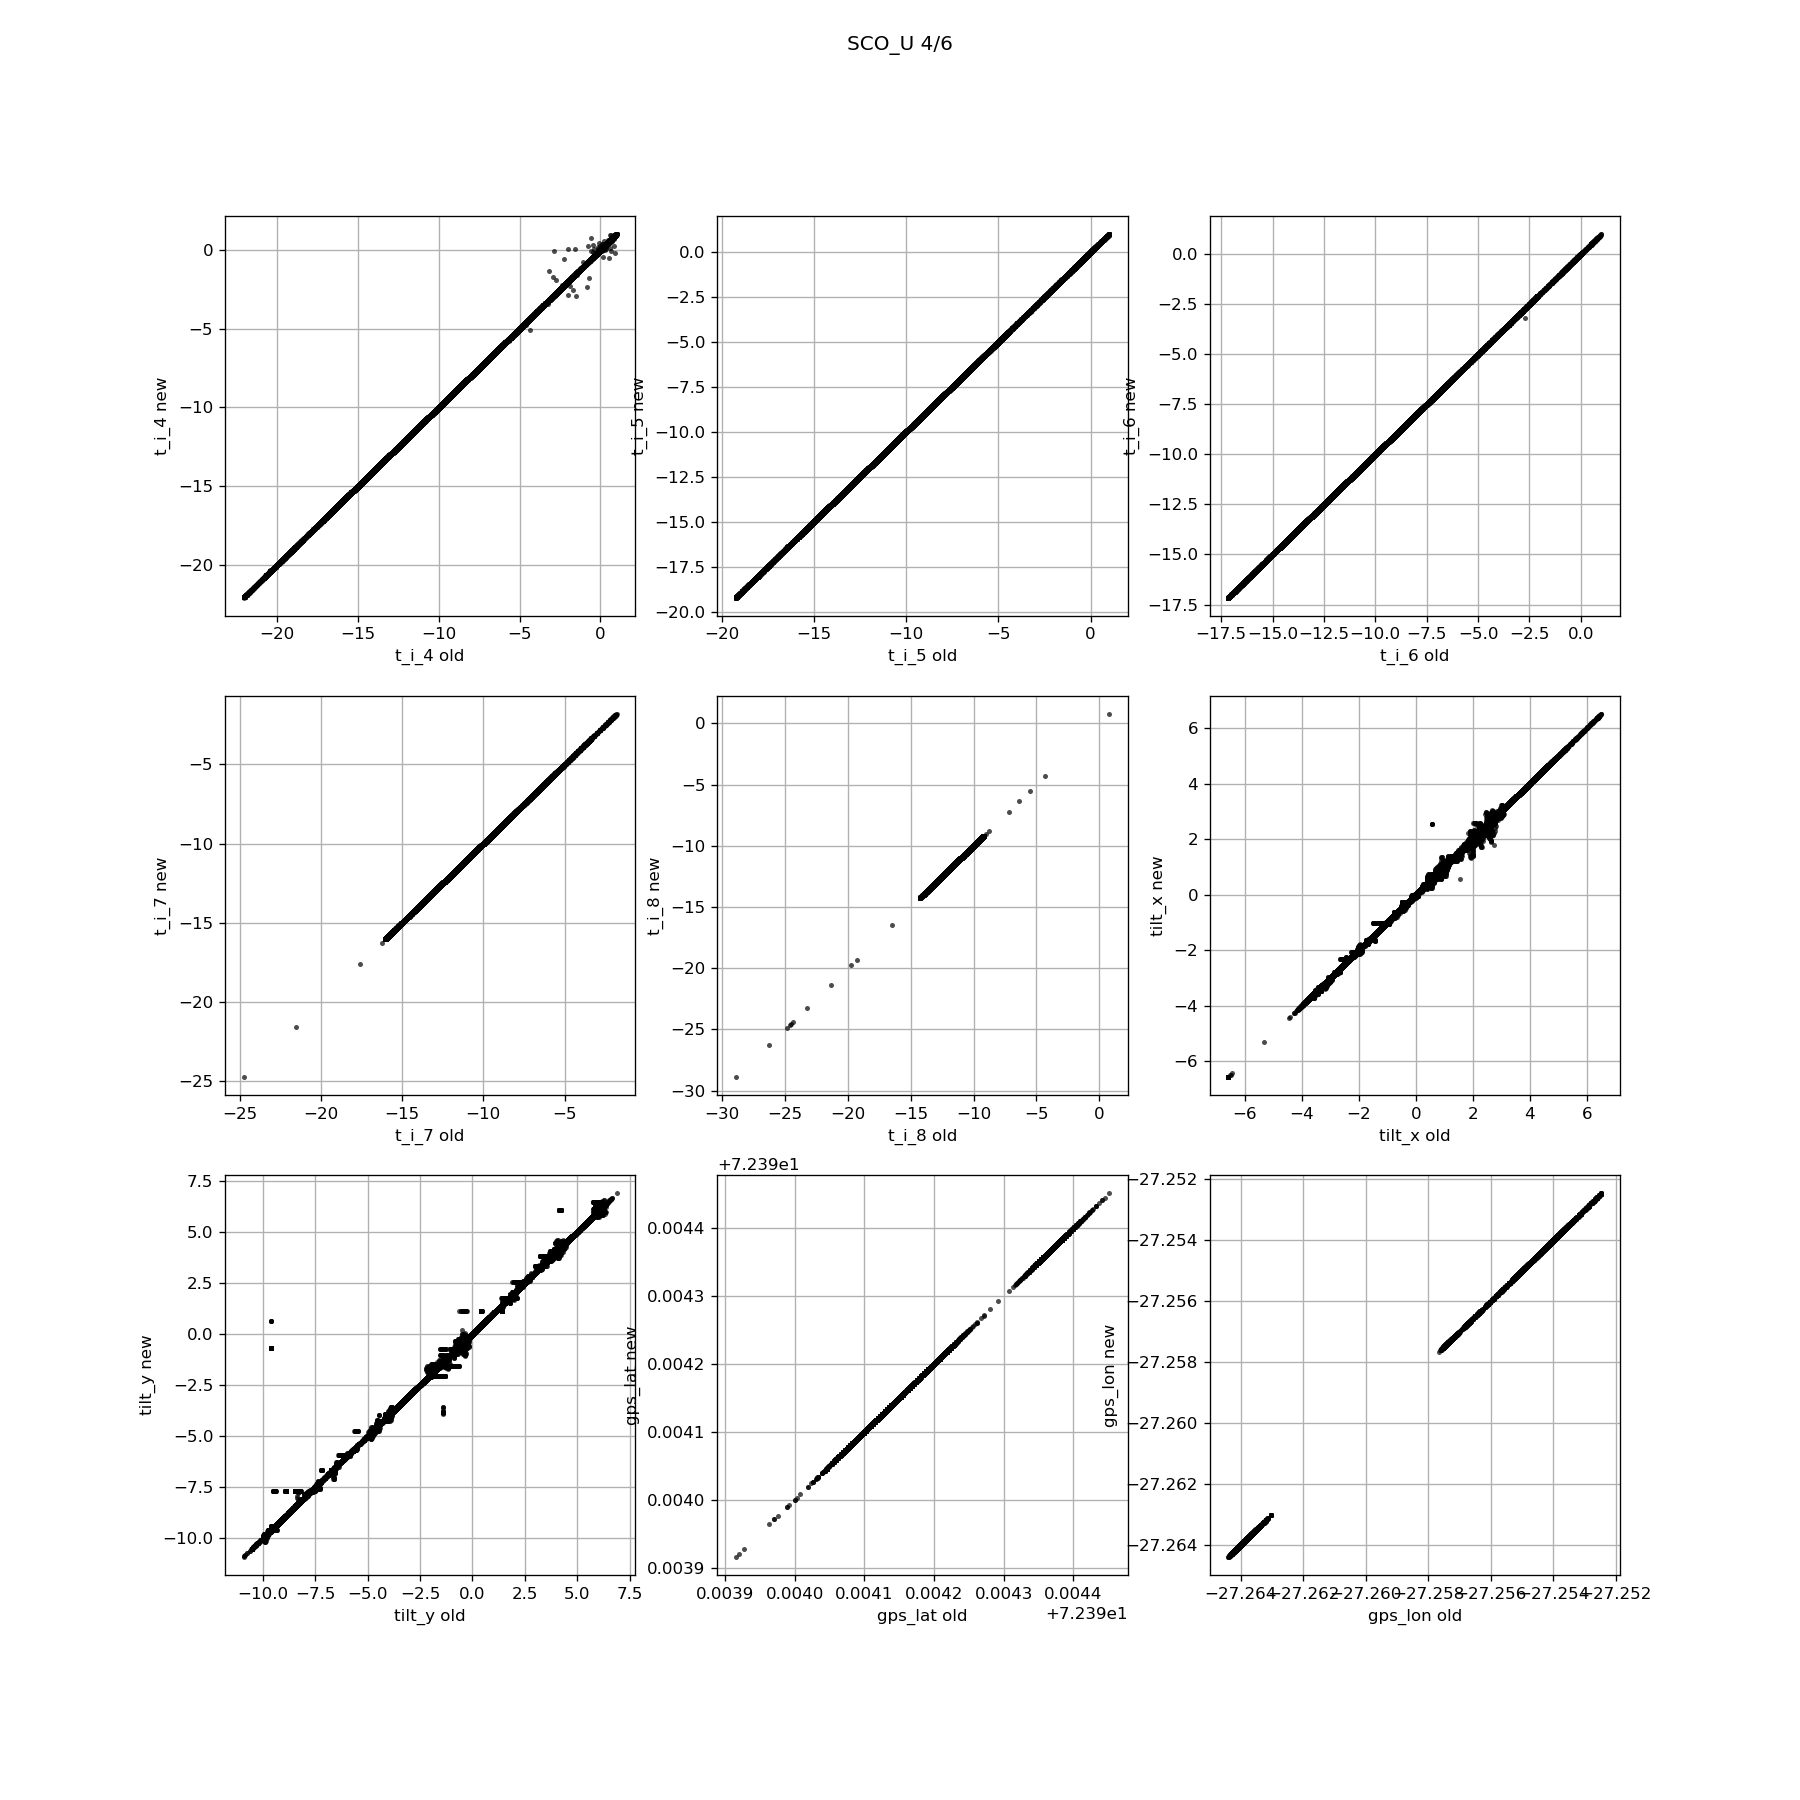 SCO_U 4/6
t_i_4 new
0
−5
−10
−15
−20
−20 −15 −10 −5 0
t_i_4 old
t_i_5 new
0.0
−2.5
−5.0
−7.5
−10.0
−12.5
−15.0
−17.5
−20.0
−20 −15 −10 −5 0
t_i_5 old
t_i_6 new
0.0
−2.5
−5.0
−7.5
−10.0
−12.5
−15.0
−17.5
−17.5 −15.0 −12.5 −10.0 −7.5 −5.0 −2.5 0.0
t_i_6 old
t_i_7 new
−5
−10
−15
−20
−25
−25 −20 −15 −10 −5
t_i_7 old
t_i_8 new
0
−5
−10
−15
−20
−25
−30
−30 −25 −20 −15 −10 −5 0
t_i_8 old
tilt_x new
6
4
2
0
−2
−4
−6
−6 −4 −2 0 2 4 6
tilt_x old
tilt_y new
7.5
5.0
2.5
0.0
−2.5
−5.0
−7.5
−10.0
−10.0 −7.5 −5.0 −2.5 0.0 2.5 5.0 7.5
tilt_y old
+7.239e1
gps_lat new
0.0044
0.0043
0.0042
0.0041
0.0040
0.0039
0.0039 0.0040 0.0041 0.0042 0.0043 0.0044
+7.239e1
gps_lat old
gps_lon new
−27.252
−27.254
−27.256
−27.258
−27.260
−27.262
−27.264
−27.264 −27.262 −27.260 −27.258 −27.256 −27.254 −27.252
gps_lon old